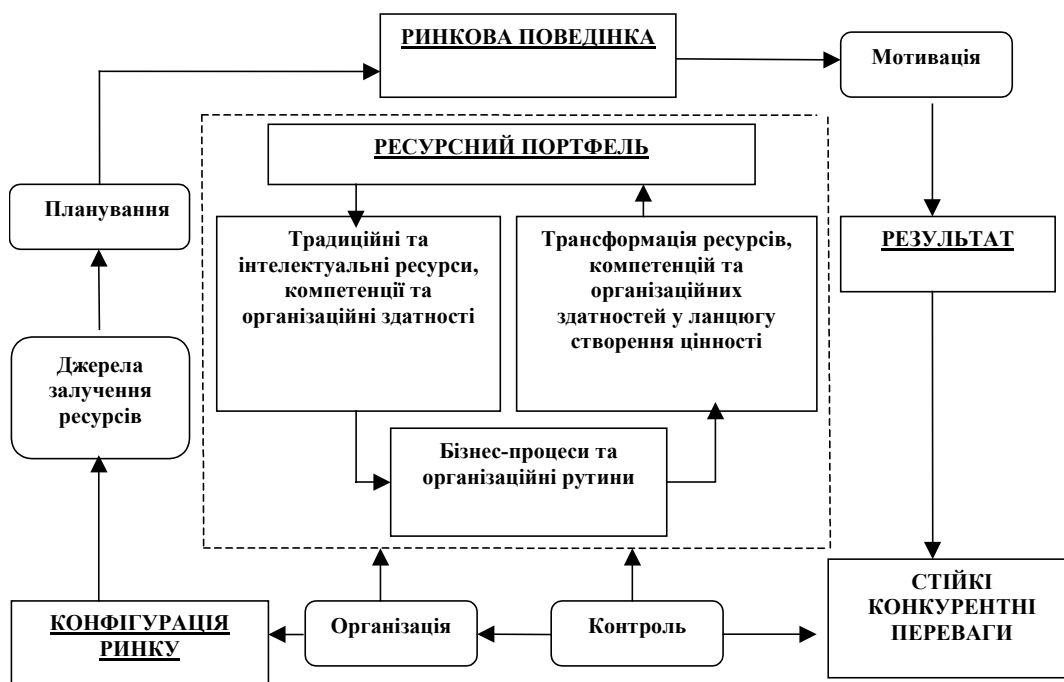 РИНКОВА ПОВЕДІНКА
Мотивація
РЕСУРСНИЙ ПОРТФЕЛЬ
Планування
Традиційні та
інтелектуальні ресурси,
компетенції та
організаційні здатності
Трансформація ресурсів,
компетенцій та
організаційних
здатностей у ланцюгу
створення цінності
РЕЗУЛЬТАТ
Джерела
залучення
ресурсів
Бізнес-процеси та
організаційні рутини
КОНФІГУРАЦІЯ
РИНКУ
Організація
Контроль
СТІЙКІ
КОНКУРЕНТНІ
ПЕРЕВАГИ